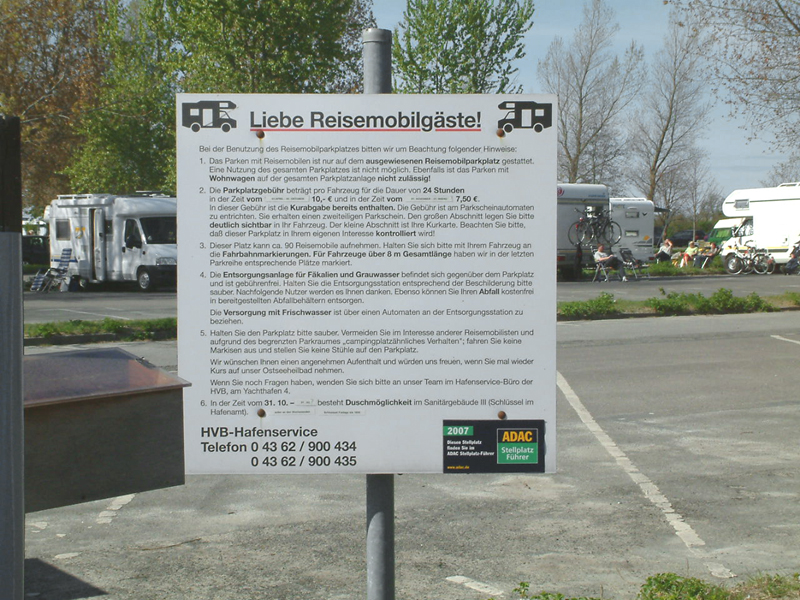 Liebe Reisemobilgäste!
Bei der Benutzung des Reisemobilparkplatzes bitten wir um Beachtung folgender Hinweise:
1. Das Parken mit Reisemobilen ist nur auf dem ausgewiesenen Reisemobilparkplatz gestattet.
Eine Nutzung des gesamten Parkplatzes ist nicht möglich. Ebenfalls ist das Parken mit
Wohnwagen auf der gesamten Parkplatzanlage nicht zulässig!
2. Die Parkplatzgebühr beträgt pro Fahrzeug für die Dauer von 24 Stunden
in der Zeit vom 10,- € und in der Zeit vom 7,50 €.
In dieser Gebühr ist die Kurabgabe bereits enthalten. Die Gebühr ist am Parkscheinautomaten
zu entrichten. Sie erhalten einen zweiteiligen Parkschein. Den großen Abschnitt legen Sie bitte
deutlich sichtbar in Ihr Fahrzeug. Der kleine Abschnitt ist Ihre Kurkarte. Beachten Sie bitte,
daß dieser Parkplatz in Ihrem eigenen Interesse kontrolliert wird!
3. Dieser Platz kann ca. 90 Reisemobile aufnehmen. Halten Sie sich bitte mit Ihrem Fahrzeug an
die Fahrbahnmarkierungen. Für Fahrzeuge über 8 m Gesamtlänge haben wir in der letzten
Parkreihe entsprechende Plätze markiert.
4. Die Entsorgungsanlage für Fäkalien und Grauwasser befindet sich gegenüber dem Parkplatz
und ist gebührenfrei. Halten Sie die Entsorgungsstation entsprechend der Beschilderung bitte
sauber. Nachfolgende Nutzer werden es Ihnen danken. Ebenso können Sie Ihren Abfall kostenfrei
in bereitgestellten Abfallbehältern entsorgen.
Die Versorgung mit Frischwasser ist über einen Automaten an der Entsorgungsstation zu
beziehen.
5. Halten Sie den Parkplatz bitte sauber. Vermeiden Sie im Interesse anderer Reisemobilisten und
aufgrund des begrenzten Parkraumes „campingplatzähnliches Verhalten"; fahren Sie keine
Markisen aus und stellen Sie keine Stühle auf den Parkplatz.
Wir wünschen Ihnen einen angenehmen Aufenthalt und würden uns freuen, wenn Sie mal wieder
Kurs auf unser Ostseeheilbad nehmen.
Wenn Sie noch Fragen haben, wenden Sie sich bitte an unser Team im Hafenservice-Büro der
HVB, am Yachthafen 4.
6. In der Zeit vom 31. 10. – besteht Duschmöglichkeit im Sanitärgebäude III (Schlüssel im
Hafenamt).
HVB-Hafenservice
Telefon 0 43 62 / 900 434
0 43 62 / 900 435
2007
Diesen Stellplatz
finden Sie im
ADAC Stellplatz-Führer
www.adac.de
ADAC
Stellplatz
Führer